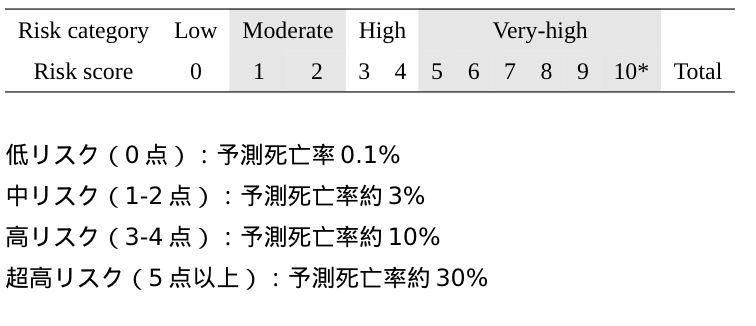 Risk category Low Moderate High Very-high
Risk score 0 1 2 3 4 5 6 7 8 9 10* Total
低リスク（0 点）：予測死亡率 0.1%
中リスク（1-2 点）：予測死亡率約 3%
高リスク（3-4 点）：予測死亡率約 10%
超高リスク（5 点以上）：予測死亡率約 30%